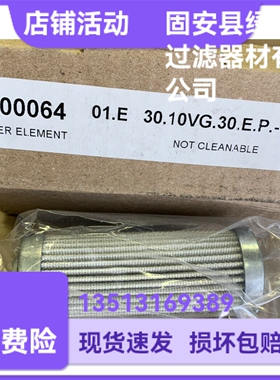 店铺活动
固安县
过滤器材有
公司
00064
01.E 30.10VG.30.E.P.-
ER ELEMENT
NOT CLEANABLE
13513169389
费险 现货速发 损坏包赔